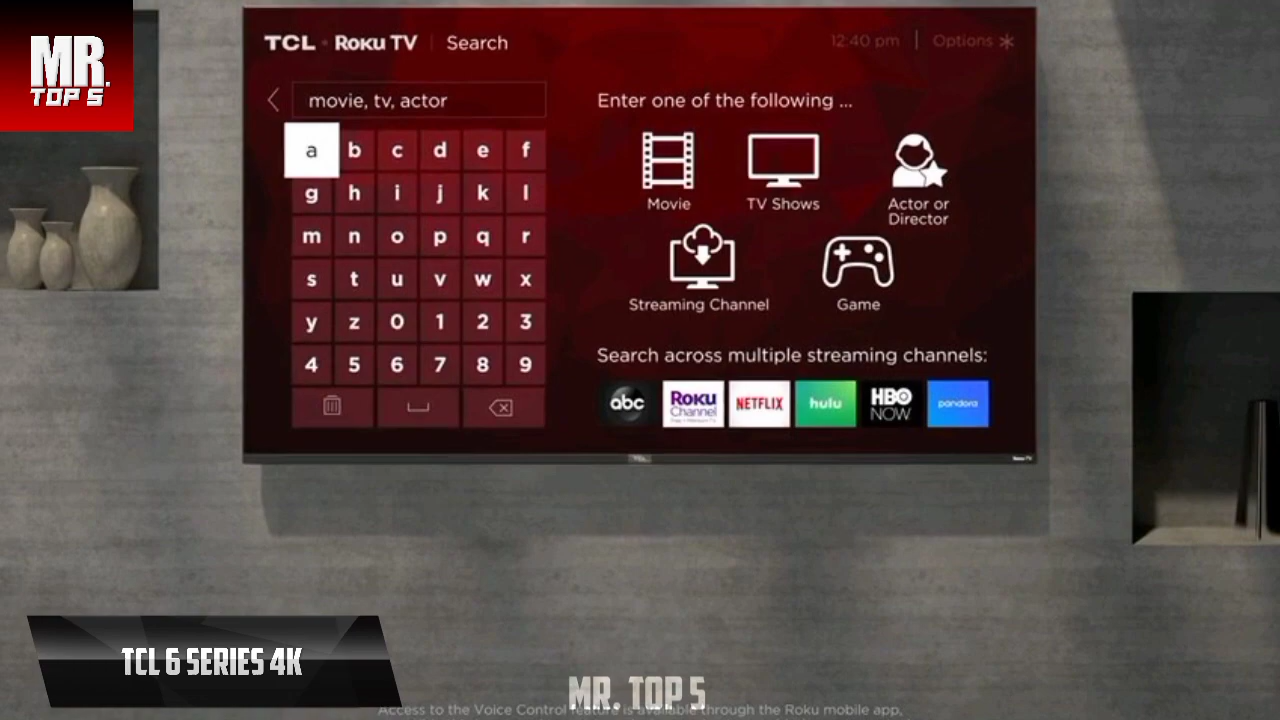 MR.
TOP 5
TCL Roku TV | Search
12:40 pm | Options
movie, tv, actor
a b c d e f
g h i j k l
m n o p q r
s t u v w x
y z 0 1 2 3
4 5 6 7 8 9
Enter one of the following ...
Movie
TV Shows
Actor or
Director
Streaming Channel
Game
Search across multiple streaming channels:
abc
Roku
Channel
NETFLIX
hulu
HBO
NOW
pandora
TCL
Roku TV
TCL 6 SERIES 4K
MR. TOP 5
Access to the Voice Control feature is available through the Roku mobile app,